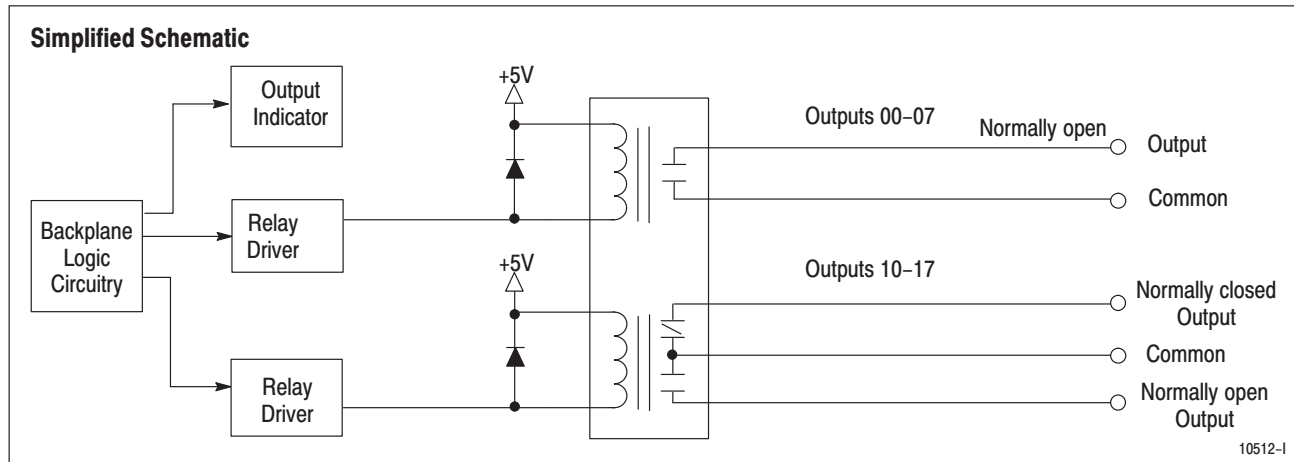 Simplified Schematic
Output
Indicator
Backplane
Logic
Circuitry
Relay
Driver
Relay
Driver
+5V
+5V
Outputs 00–07
Normally open
Output
Common
Outputs 10–17
Normally closed
Output
Common
Normally open
Output
10512–I